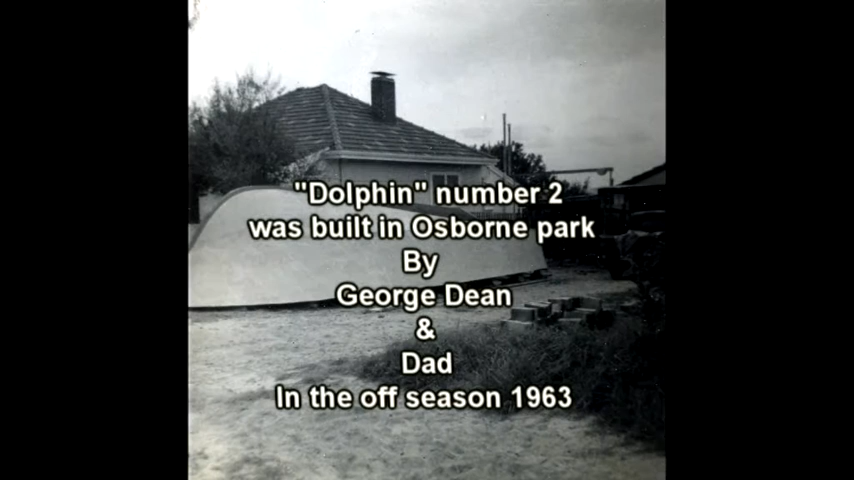 "Dolphin" number 2
was built in Osborne park
By
George Dean
&
Dad
In the off season 1963